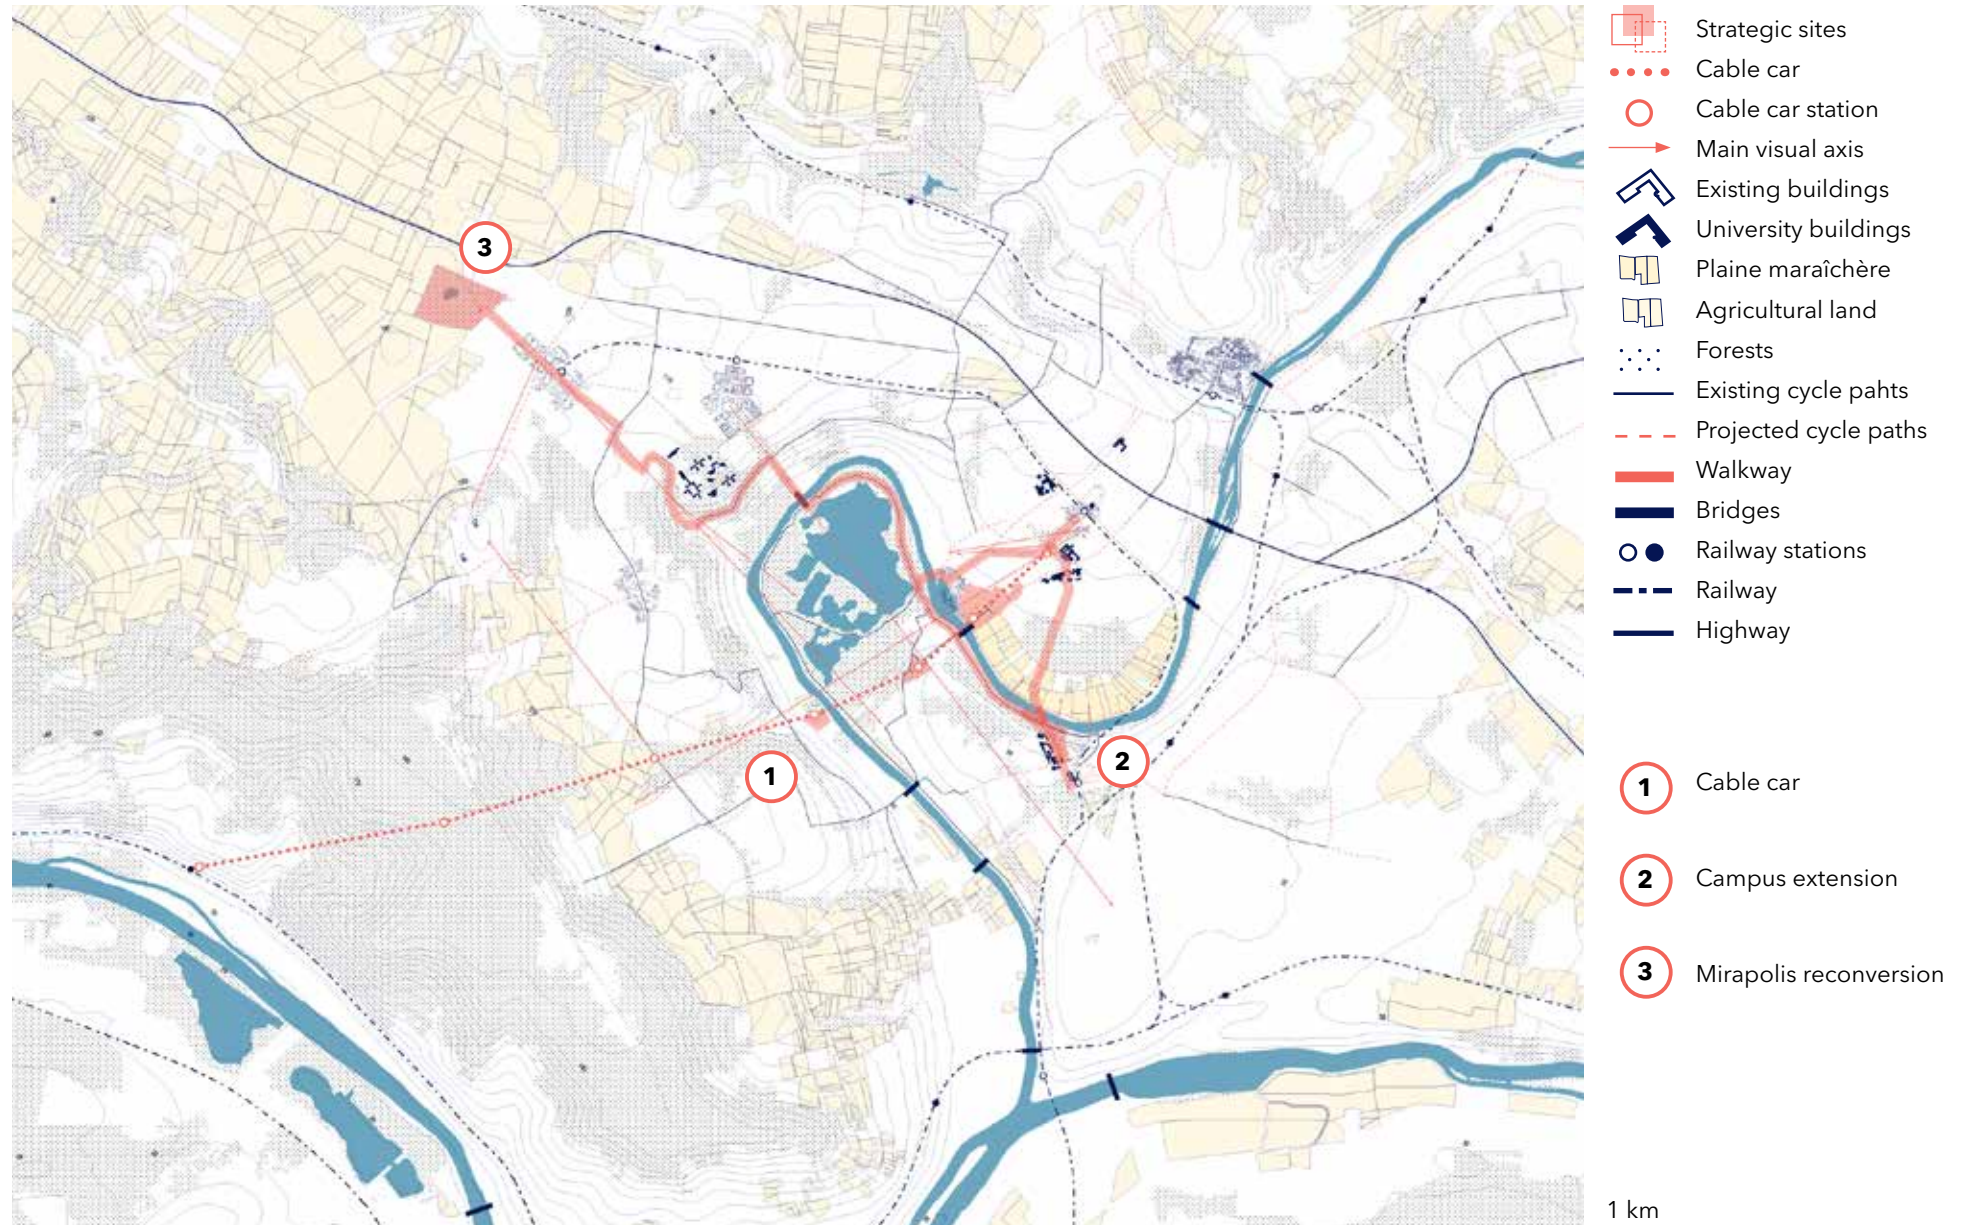 Strategic sites
Cable car
Cable car station
Main visual axis
Existing buildings
University buildings
Plaine maraîchère
Agricultural land
Forests
Existing cycle pahts
Projected cycle paths
Walkway
Bridges
Railway stations
Railway
Highway
3
1
2
1 Cable car
2 Campus extension
3 Mirapolis reconversion
1 km